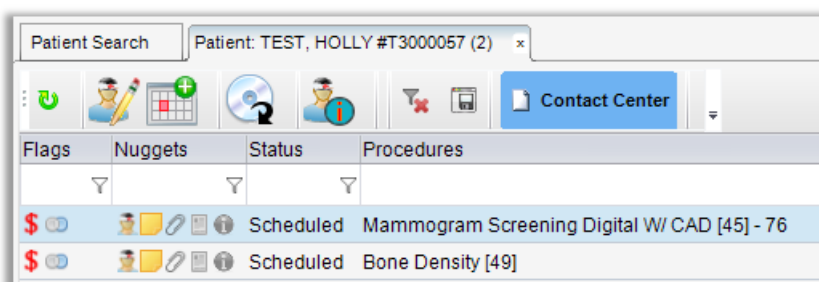 Patient Search Patient: TEST, HOLLY #T3000057 (2) x
Contact Center
Flags Nuggets Status Procedures
$ Scheduled Mammogram Screening Digital W/ CAD [45] - 76
$ Scheduled Bone Density [49]